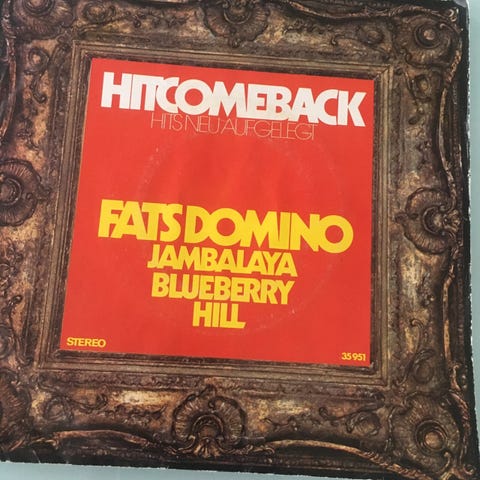 HITCOMEBACK
HITS NEU AUFGELEGT
FATS DOMINO
JAMBALAYA
BLUEBERRY
HILL
STEREO
35 951